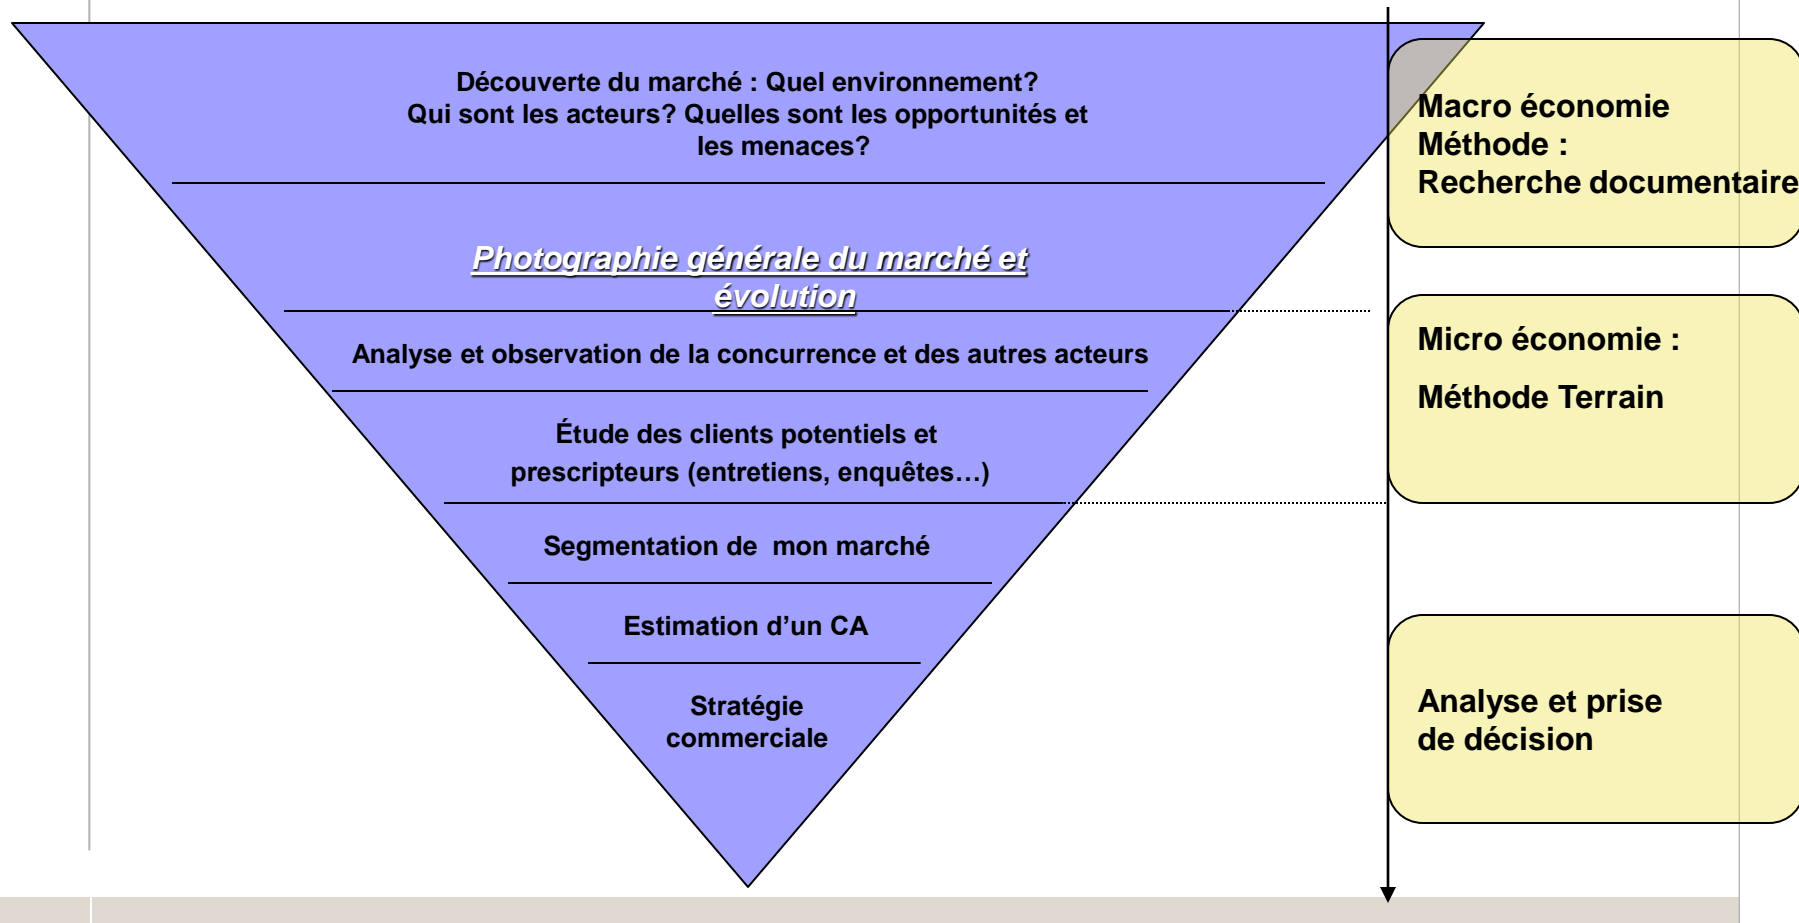 Découverte du marché : Quel environnement?
Qui sont les acteurs? Quelles sont les opportunités et
les menaces?
Photographie générale du marché et
évolution
Analyse et observation de la concurrence et des autres acteurs
Étude des clients potentiels et
prescripteurs (entretiens, enquêtes…)
Segmentation de  mon marché
Estimation d’un CA
Stratégie
commerciale
Macro économie
Méthode :
Recherche documentaire
Micro économie :
Méthode Terrain
Analyse et prise
de décision